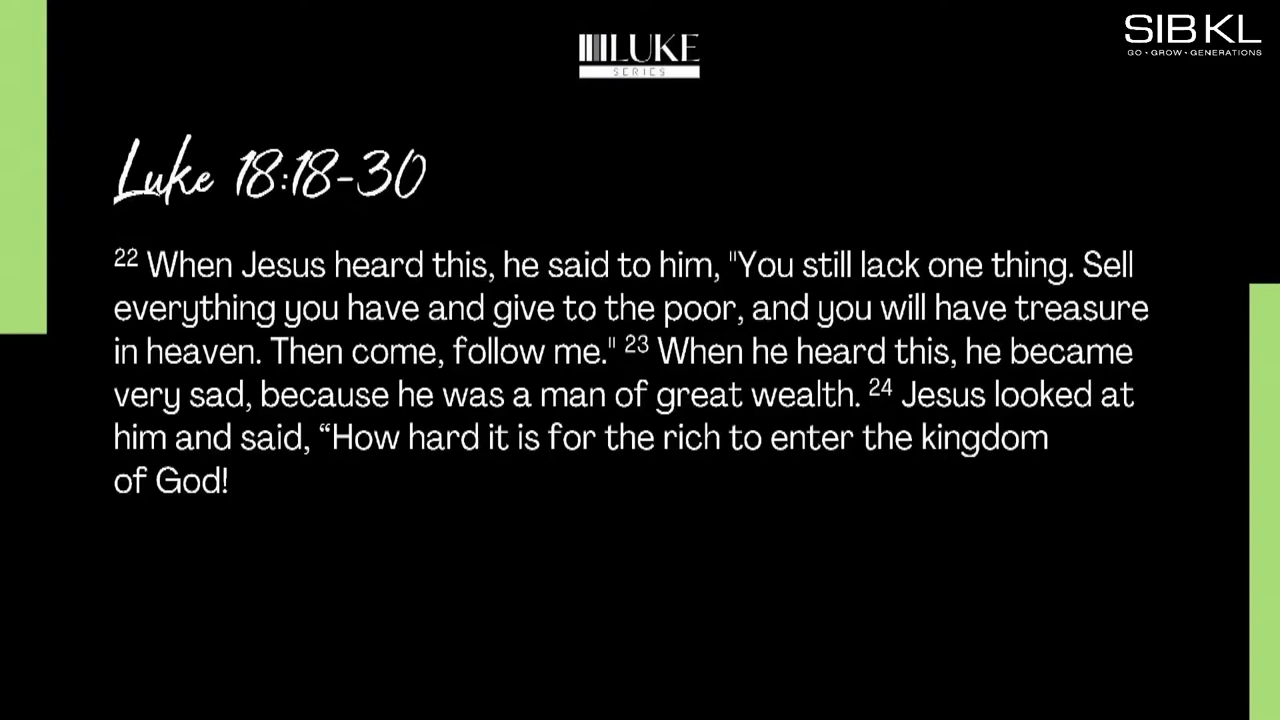 LUKE
SERIES
SIBKL
GO • GROW • GENERATIONS
Luke 18:18-30
22 When Jesus heard this, he said to him, "You still lack one thing. Sell
everything you have and give to the poor, and you will have treasure
in heaven. Then come, follow me." 23 When he heard this, he became
very sad, because he was a man of great wealth. 24 Jesus looked at
him and said, “How hard it is for the rich to enter the kingdom
of God!